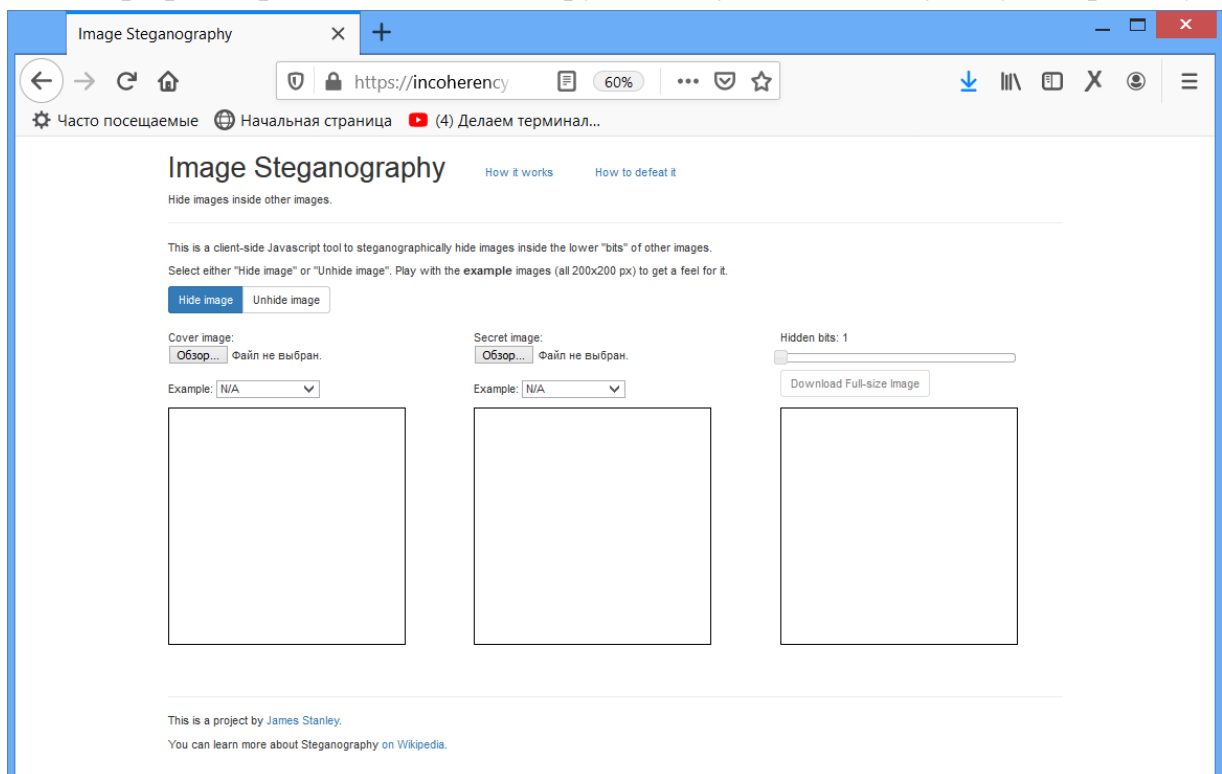 Image Steganography
https://incoherency 60%
Часто посещаемые Начальная страница (4) Делаем терминал...
Image Steganography How it works How to defeat it
Hide images inside other images.
This is a client-side Javascript tool to steganographically hide images inside the lower "bits" of other images.
Select either "Hide image" or "Unhide image". Play with the example images (all 200x200 px) to get a feel for it.
Hide image Unhide image
Cover image: Secret image: Hidden bits: 1
Обзор... Файл не выбран. Обзор... Файл не выбран.
Example: N/A Example: N/A Download Full-size Image
This is a project by James Stanley.
You can learn more about Steganography on Wikipedia.